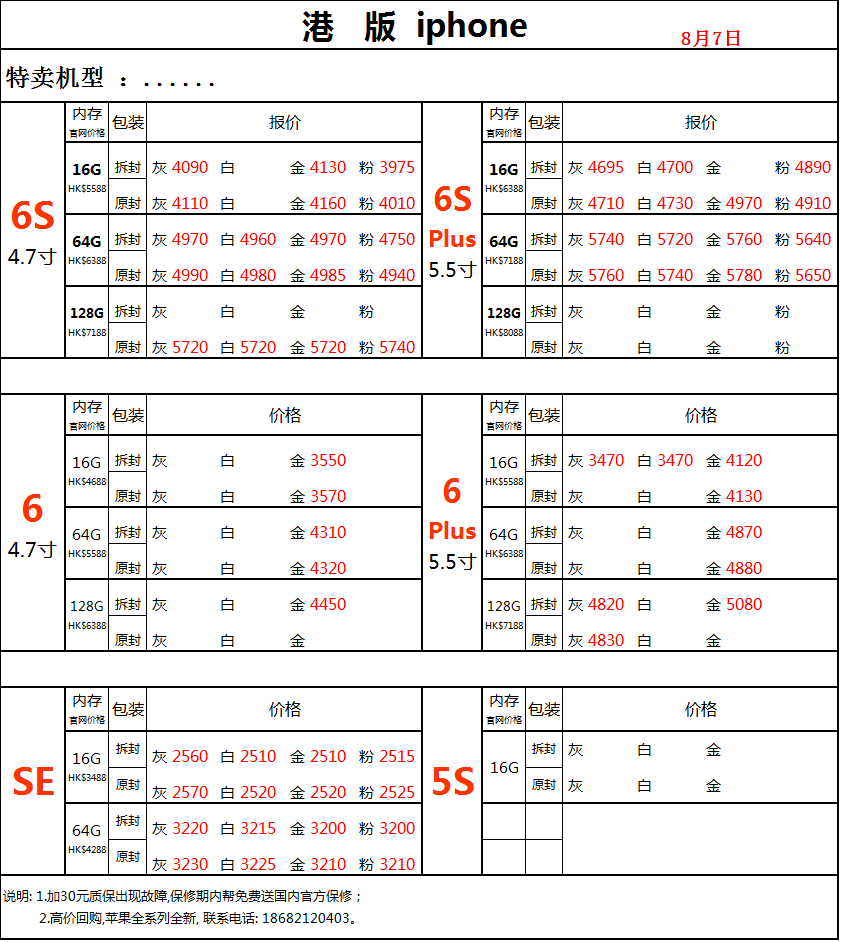 港 版 iphone
8月7日
特卖机型 ：......
6S
4.7寸
内存 包装 报价
官网价格
16G 拆封 灰 4090 白 金 4130 粉 3975
HK$5588
原封 灰 4110 白 金 4160 粉 4010
64G 拆封 灰 4970 白 4960 金 4970 粉 4750
HK$6388
原封 灰 4990 白 4980 金 4985 粉 4940
128G 拆封 灰 白 金 粉
HK$7188
原封 灰 5720 白 5720 金 5720 粉 5740
6S
Plus
5.5寸
内存 包装 报价
官网价格
16G 拆封 灰 4695 白 4700 金 粉 4890
HK$6388
原封 灰 4710 白 4730 金 4970 粉 4910
64G 拆封 灰 5740 白 5720 金 5760 粉 5640
HK$7188
原封 灰 5760 白 5740 金 5780 粉 5650
128G 拆封 灰 白 金 粉
HK$8088
原封 灰 白 金 粉
6
4.7寸
内存 包装 价格
官网价格
16G 拆封 灰 白 金 3550
HK$4688
原封 灰 白 金 3570
64G 拆封 灰 白 金 4310
HK$5588
原封 灰 白 金 4320
128G 拆封 灰 白 金 4450
HK$6388
原封 灰 白 金
6
Plus
5.5寸
内存 包装 价格
官网价格
16G 拆封 灰 3470 白 3470 金 4120
HK$5588
原封 灰 白 金 4130
64G 拆封 灰 白 金 4870
HK$6388
原封 灰 白 金 4880
128G 拆封 灰 4820 白 金 5080
HK$7188
原封 灰 4830 白 金
SE
内存 包装 价格
官网价格
16G 拆封 灰 2560 白 2510 金 2510 粉 2515
HK$3488
原封 灰 2570 白 2520 金 2520 粉 2525
64G 拆封 灰 3220 白 3215 金 3200 粉 3200
HK$4288
原封 灰 3230 白 3225 金 3210 粉 3210
5S
内存 包装 价格
官网价格
16G 拆封 灰 白 金
原封 灰 白 金
说明: 1.加30元质保出现故障,保修期内帮免费送国内官方保修；
2.高价回购,苹果全系列全新, 联系电话: 18682120403。